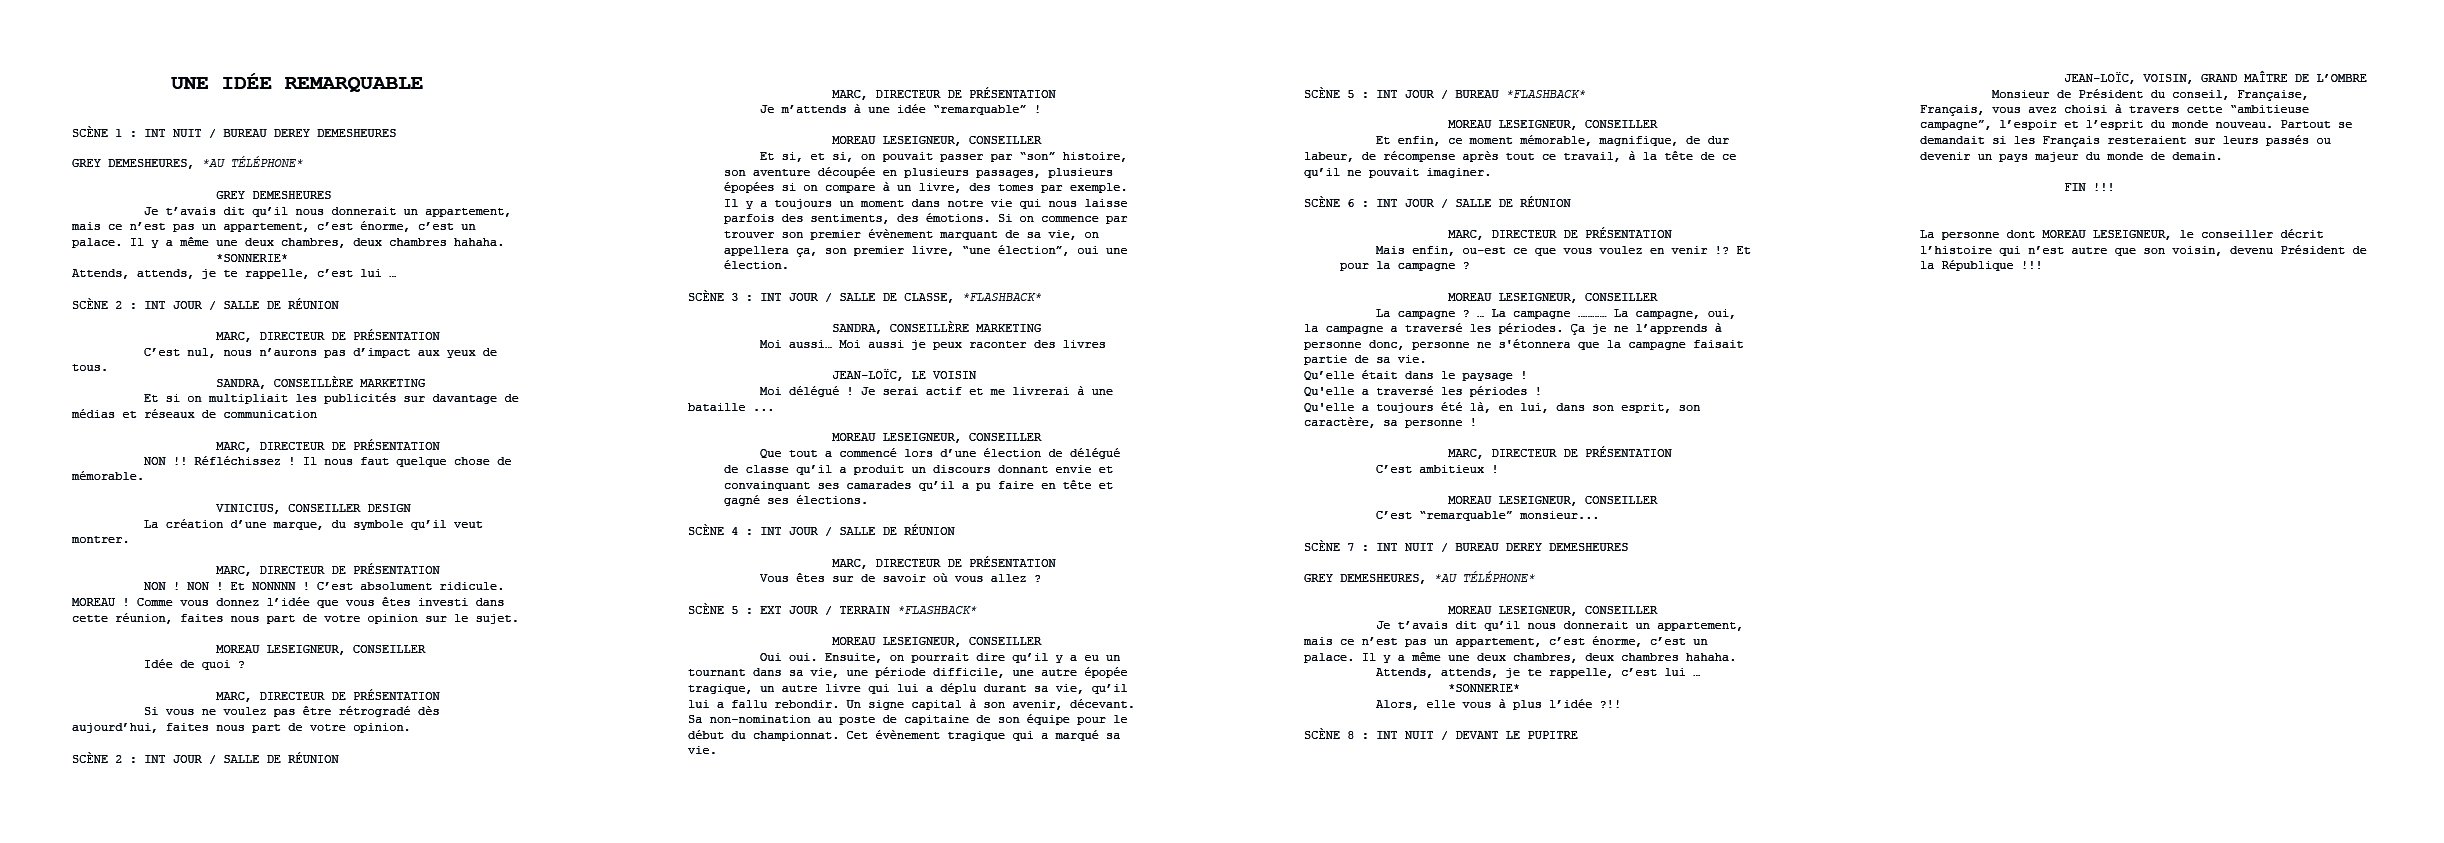 UNE IDÉE REMARQUABLE
SCÈNE 1 : INT NUIT / BUREAU DEREY DEMESHEURES
GREY DEMESHEURES, *AU TÉLÉPHONE*
GREY DEMESHEURES
Je t’avais dit qu’il nous donnerait un appartement,
mais ce n’est pas un appartement, c’est énorme, c’est un
palace. Il y a même une deux chambres, deux chambres hahaha.
*SONNERIE*
Attends, attends, je te rappelle, c’est lui …
SCÈNE 2 : INT JOUR / SALLE DE RÉUNION
MARC, DIRECTEUR DE PRÉSENTATION
C’est nul, nous n’aurons pas d’impact aux yeux de
tous.
SANDRA, CONSEILLÈRE MARKETING
Et si on multipliait les publicités sur davantage de
médias et réseaux de communication
MARC, DIRECTEUR DE PRÉSENTATION
NON !! Réfléchissez ! Il nous faut quelque chose de
mémorable.
VINICIUS, CONSEILLER DESIGN
La création d’une marque, du symbole qu’il veut
montrer.
MARC, DIRECTEUR DE PRÉSENTATION
NON ! NON ! Et NONNNN ! C’est absolument ridicule.
MOREAU ! Comme vous donnez l’idée que vous êtes investi dans
cette réunion, faites nous part de votre opinion sur le sujet.
MOREAU LESEIGNEUR, CONSEILLER
Idée de quoi ?
MARC, DIRECTEUR DE PRÉSENTATION
Si vous ne voulez pas être rétrogradé dès
aujourd’hui, faites nous part de votre opinion.
SCÈNE 2 : INT JOUR / SALLE DE RÉUNION
MARC, DIRECTEUR DE PRÉSENTATION
Je m’attends à une idée “remarquable” !
MOREAU LESEIGNEUR, CONSEILLER
Et si, et si, on pouvait passer par “son” histoire,
son aventure découpée en plusieurs passages, plusieurs
épopées si on compare à un livre, des tomes par exemple.
Il y a toujours un moment dans notre vie qui nous laisse
parfois des sentiments, des émotions. Si on commence par
trouver son premier évènement marquant de sa vie, on
appellera ça, son premier livre, “une élection”, oui une
élection.
SCÈNE 3 : INT JOUR / SALLE DE CLASSE, *FLASHBACK*
SANDRA, CONSEILLÈRE MARKETING
Moi aussi… Moi aussi je peux raconter des livres
JEAN-LOÏC, LE VOISIN
Moi délégué ! Je serai actif et me livrerai à une
bataille ...
MOREAU LESEIGNEUR, CONSEILLER
Que tout a commencé lors d’une élection de délégué
de classe qu’il a produit un discours donnant envie et
convainquant ses camarades qu’il a pu faire en tête et
gagné ses élections.
SCÈNE 4 : INT JOUR / SALLE DE RÉUNION
MARC, DIRECTEUR DE PRÉSENTATION
Vous êtes sur de savoir où vous allez ?
SCÈNE 5 : EXT JOUR / TERRAIN *FLASHBACK*
MOREAU LESEIGNEUR, CONSEILLER
Oui oui. Ensuite, on pourrait dire qu’il y a eu un
tournant dans sa vie, une période difficile, une autre épopée
tragique, un autre livre qui lui a déplu durant sa vie, qu’il
lui a fallu rebondir. Un signe capital à son avenir, décevant.
Sa non-nomination au poste de capitaine de son équipe pour le
début du championnat. Cet évènement tragique qui a marqué sa
vie.
SCÈNE 5 : INT JOUR / BUREAU *FLASHBACK*
MOREAU LESEIGNEUR, CONSEILLER
Et enfin, ce moment mémorable, magnifique, de dur
labeur, de récompense après tout ce travail, à la tête de ce
qu’il ne pouvait imaginer.
SCÈNE 6 : INT JOUR / SALLE DE RÉUNION
MARC, DIRECTEUR DE PRÉSENTATION
Mais enfin, ou-est ce que vous voulez en venir !? Et
pour la campagne ?
MOREAU LESEIGNEUR, CONSEILLER
La campagne ? … La campagne ………… La campagne, oui,
la campagne a traversé les périodes. Ça je ne l’apprends à
personne donc, personne ne s'étonnera que la campagne faisait
partie de sa vie.
Qu’elle était dans le paysage !
Qu'elle a traversé les périodes !
Qu'elle a toujours été là, en lui, dans son esprit, son
caractère, sa personne !
MARC, DIRECTEUR DE PRÉSENTATION
C’est ambitieux !
MOREAU LESEIGNEUR, CONSEILLER
C’est “remarquable” monsieur...
SCÈNE 7 : INT NUIT / BUREAU DEREY DEMESHEURES
GREY DEMESHEURES, *AU TÉLÉPHONE*
MOREAU LESEIGNEUR, CONSEILLER
Je t’avais dit qu’il nous donnerait un appartement,
mais ce n’est pas un appartement, c’est énorme, c’est un
palace. Il y a même une deux chambres, deux chambres hahaha.
Attends, attends, je te rappelle, c’est lui …
*SONNERIE*
Alors, elle vous à plus l’idée ?!!
SCÈNE 8 : INT NUIT / DEVANT LE PUPITRE
JEAN-LOÏC, VOISIN, GRAND MAÎTRE DE L’OMBRE
Monsieur de Président du conseil, Française,
Français, vous avez choisi à travers cette “ambitieuse
campagne”, l’espoir et l’esprit du monde nouveau. Partout se
demandait si les Français resteraient sur leurs passés ou
devenir un pays majeur du monde de demain.
FIN !!!
La personne dont MOREAU LESEIGNEUR, le conseiller décrit
l’histoire qui n’est autre que son voisin, devenu Président de
la République !!!